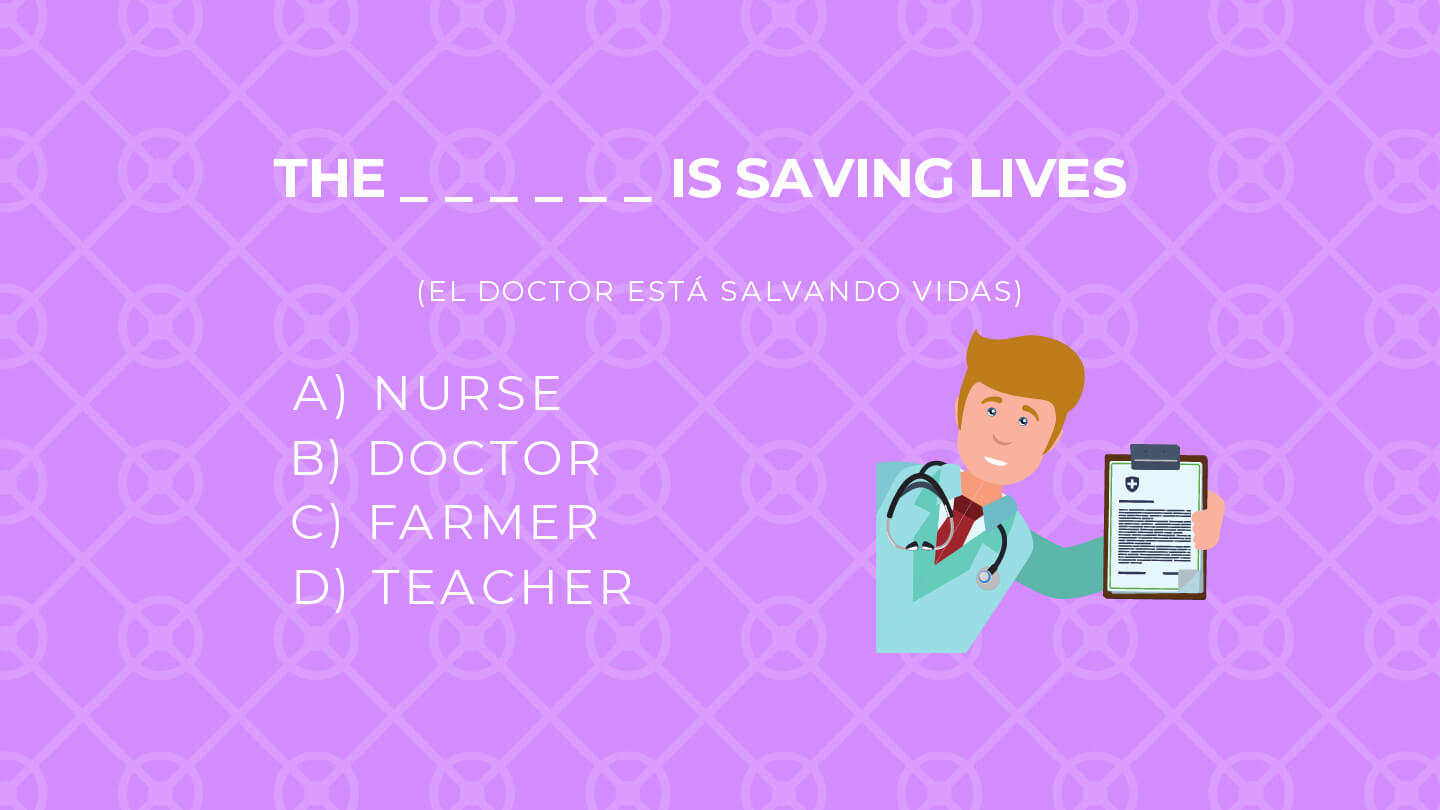 THE _ _ _ _ _ _ IS SAVING LIVES
(EL DOCTOR ESTÁ SALVANDO VIDAS)
A) NURSE
B) DOCTOR
C) FARMER
D) TEACHER